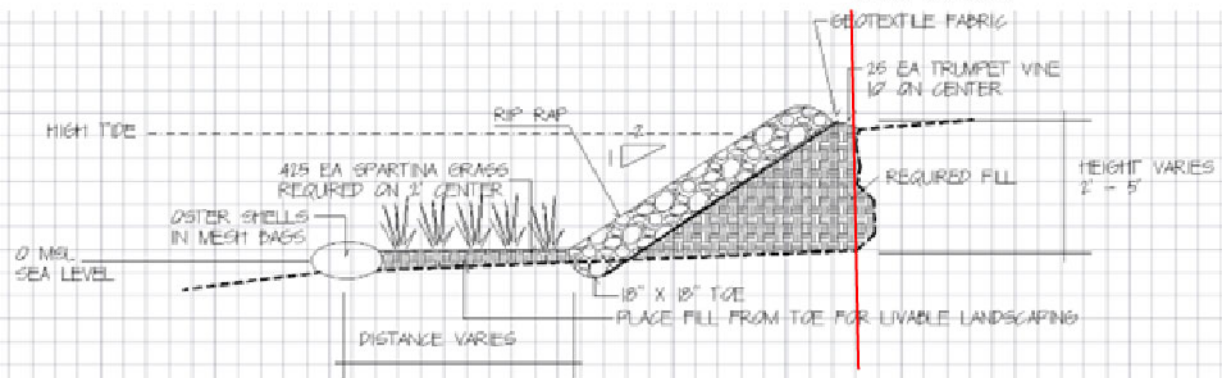 GEOTEXTILE FABRIC
25 EA TRUMPET VINE
10' ON CENTER
RIP RAP
HIGH TIDE
2
1
425 EA SPARTINA GRASS
REQUIRED ON 2' CENTER
HEIGHT VARIES
2' - 5'
REQUIRED FILL
OSTER SHELLS
IN MESH BAGS
0 MSL
SEA LEVEL
18" X 18" TOE
PLACE FILL FROM TOE FOR LIVABLE LANDSCAPING
DISTANCE VARIES